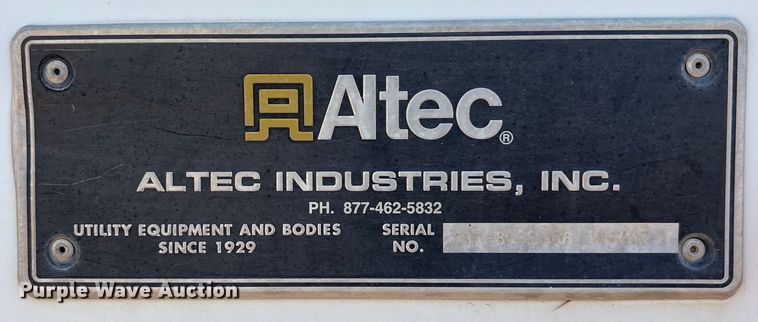 Altec®
ALTEC INDUSTRIES, INC.
PH. 877-462-5832
UTILITY EQUIPMENT AND BODIES
SINCE 1929
SERIAL
NO.
Purple Wave Auction